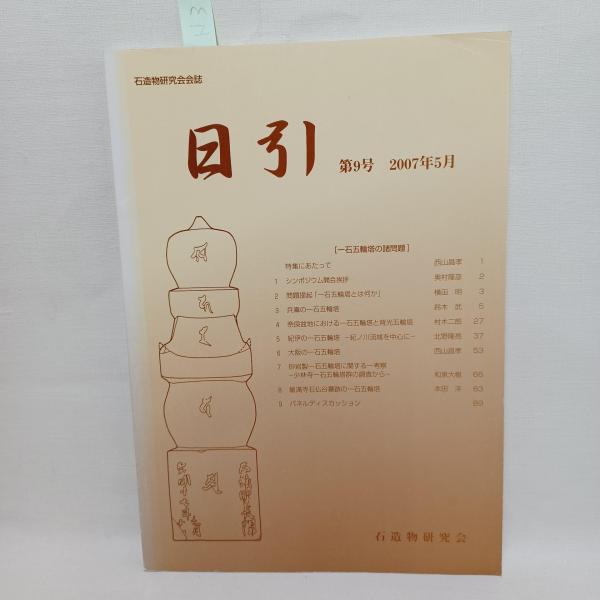 石造物研究会会誌
日引 第9号 2007年5月
[一石五輪塔の諸問題]
特集にあたって 西山昌孝 1
1 シンポジウム開会挨拶 奥村隆彦 2
2 問題提起「一石五輪塔とは何か」 横田 明 3
3 兵庫の一石五輪塔 鈴木 武 5
4 奈良盆地における一石五輪塔と背光五輪塔 村木二郎 27
5 紀伊の一石五輪塔 -紀ノ川流域を中心に- 北野隆亮 37
6 大阪の一石五輪塔 西山昌孝 53
7 砂岩製一石五輪塔に関する一考察
-少林寺一石五輪塔群の調査から- 和泉大樹 65
8 敏満寺石仏谷墓跡の一石五輪塔 本田 洋 83
9 パネルディスカッション 89
石造物研究会